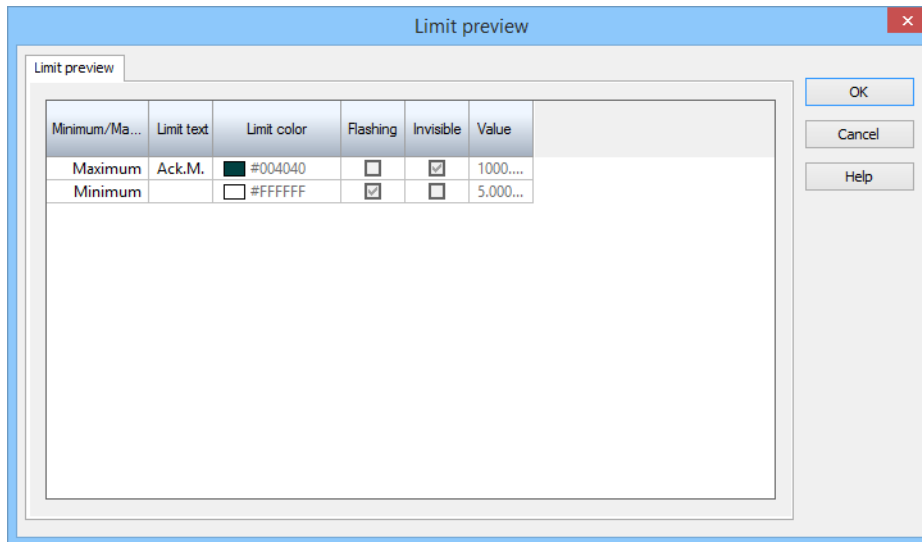 Limit preview
Limit preview
OK
Cancel
Help
Minimum/Ma... Limit text Limit color Flashing Invisible Value
Maximum Ack.M. #004040 1000....
Minimum #FFFFFF 5.000...